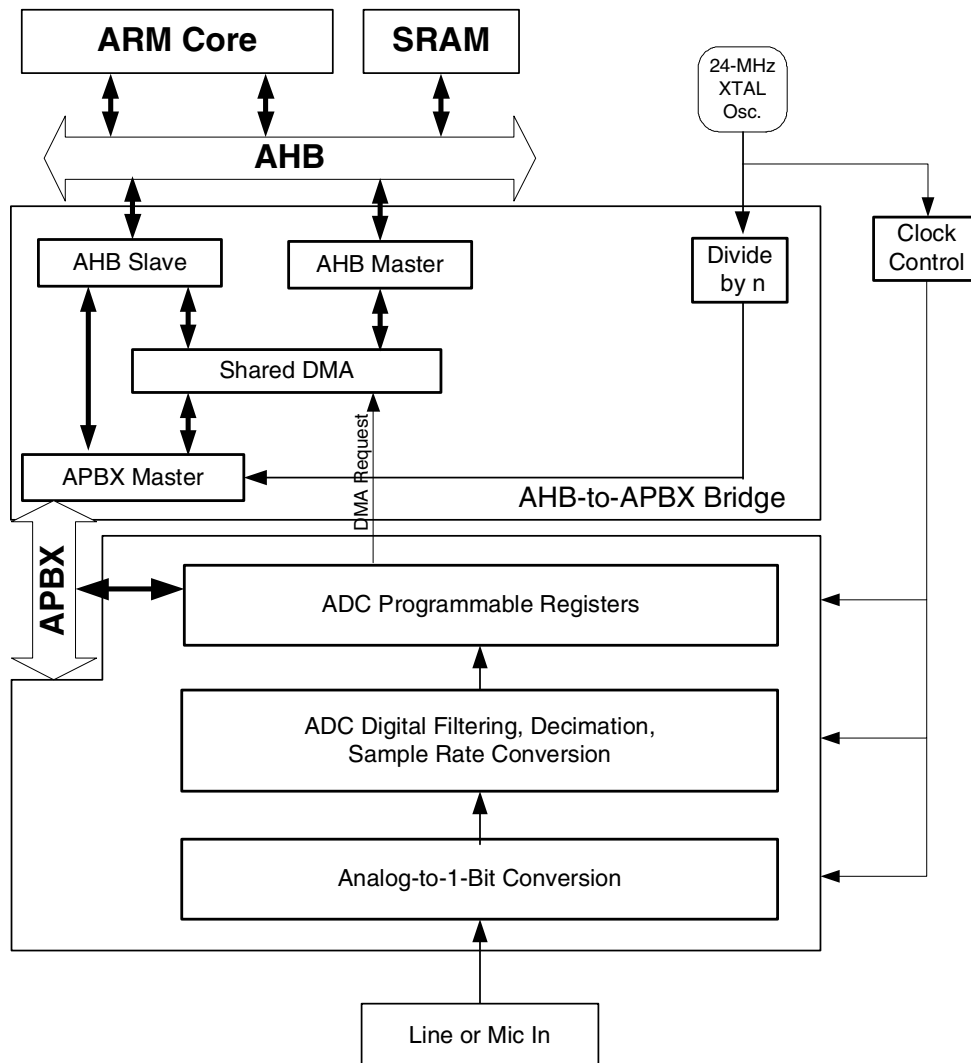 ARM Core
SRAM
24-MHz
XTAL
Osc.
AHB
AHB Slave
AHB Master
Divide
by n
Clock
Control
Shared DMA
DMA Request
APBX Master
AHB-to-APBX Bridge
APBX
ADC Programmable Registers
ADC Digital Filtering, Decimation,
Sample Rate Conversion
Analog-to-1-Bit Conversion
Line or Mic In